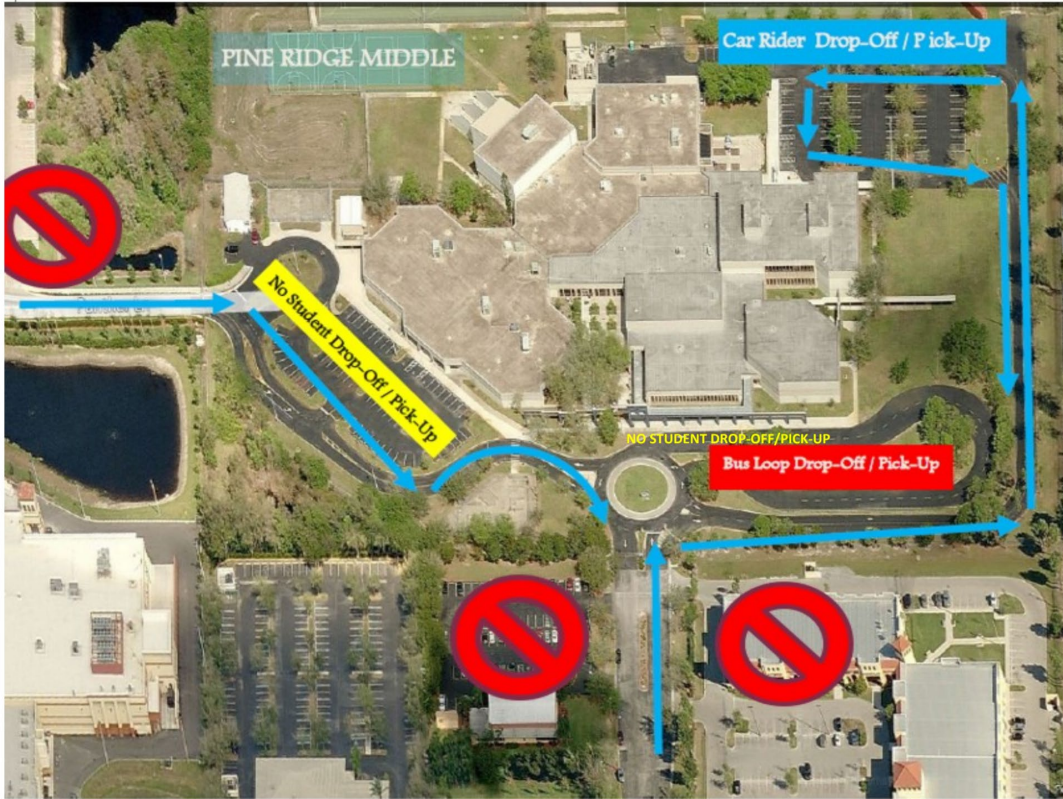 PINE RIDGE MIDDLE
Car Rider Drop-Off / P ick-Up
No Student Drop-Off / Pick-Up
NO STUDENT DROP-OFF/PICK-UP
Bus Loop Drop-Off / Pick-Up